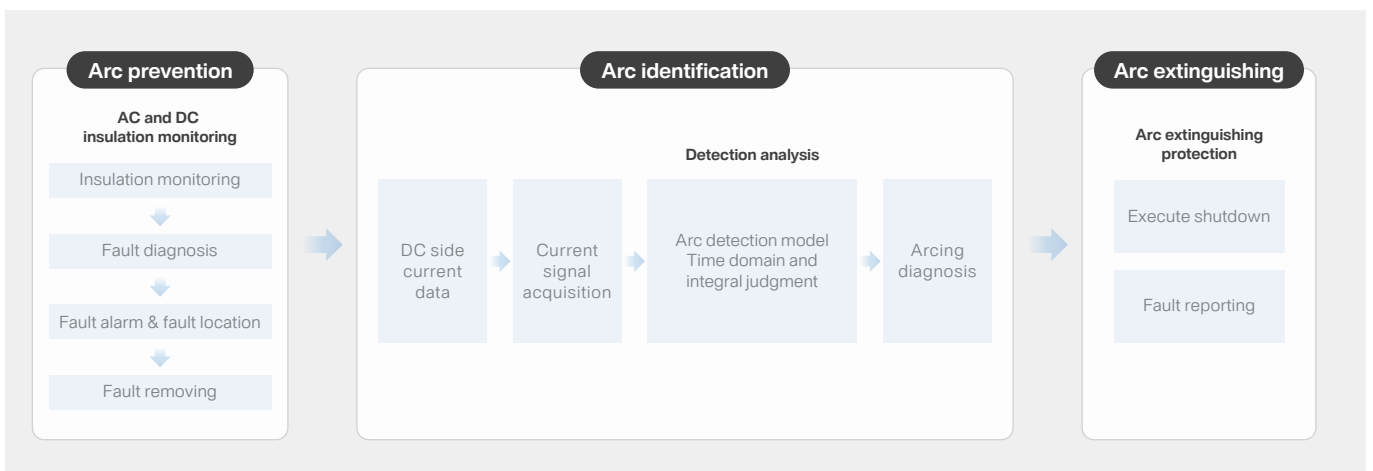 Arc prevention
AC and DC
insulation monitoring
Insulation monitoring
Fault diagnosis
Fault alarm & fault location
Fault removing
Arc identification
Detection analysis
DC side
current
data
Current
signal
acquisition
Arc detection model
Time domain and
integral judgment
Arcing
diagnosis
Arc extinguishing
Arc extinguishing
protection
Execute shutdown
Fault reporting